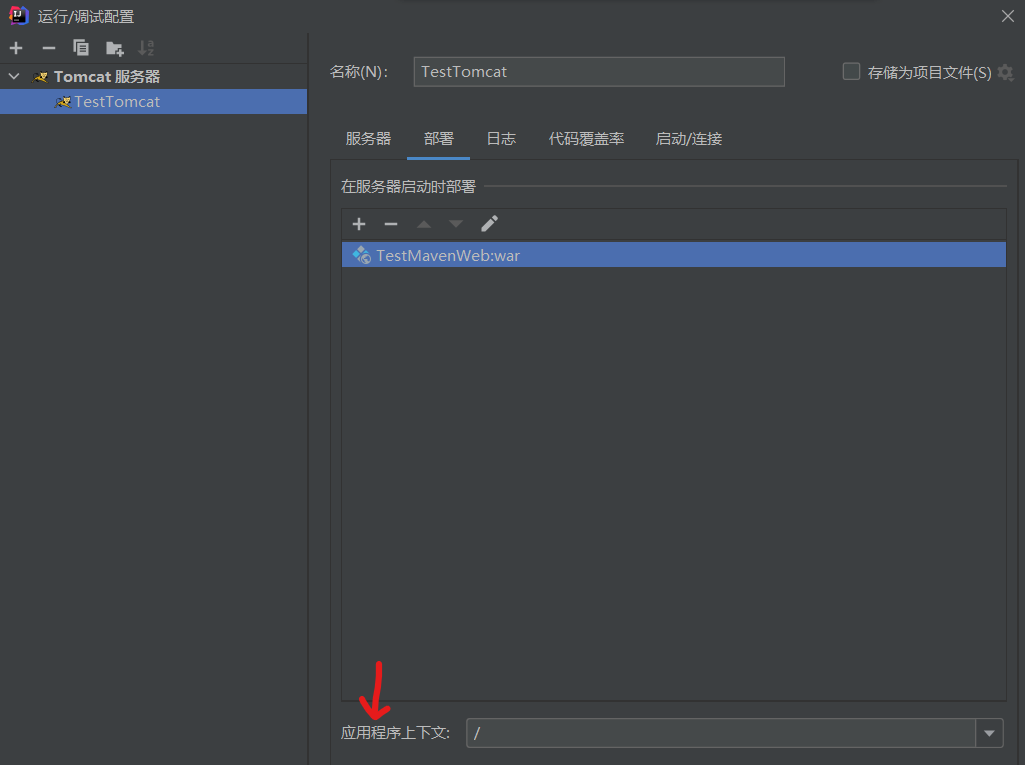 运行/调试配置
Tomcat 服务器
TestTomcat
名称(N):
TestTomcat
存储为项目文件(S)
服务器 部署 日志 代码覆盖率 启动/连接
在服务器启动时部署
TestMavenWeb:war
应用程序上下文:
/